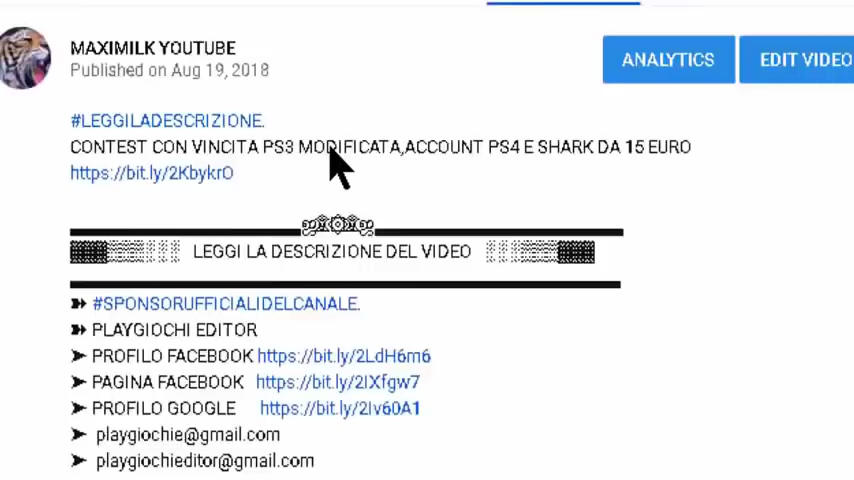 MAXIMILK YOUTUBE
Published on Aug 19, 2018
ANALYTICS
EDIT VIDEO
#LEGGILADESCRIZIONE.
CONTEST CON VINCITA PS3 MODIFICATA,ACCOUNT PS4 E SHARK DA 15 EURO
https://bit.ly/2KbykrO
LEGGI LA DESCRIZIONE DEL VIDEO
#SPONSORUFFICIALIDELCANALE.
PLAYGIOCHI EDITOR
PROFILO FACEBOOK https://bit.ly/2LdH6m6
PAGINA FACEBOOK https://bit.ly/2IXfgw7
PROFILO GOOGLE https://bit.ly/2Iv60A1
playgiochie@gmail.com
playgiochieditor@gmail.com